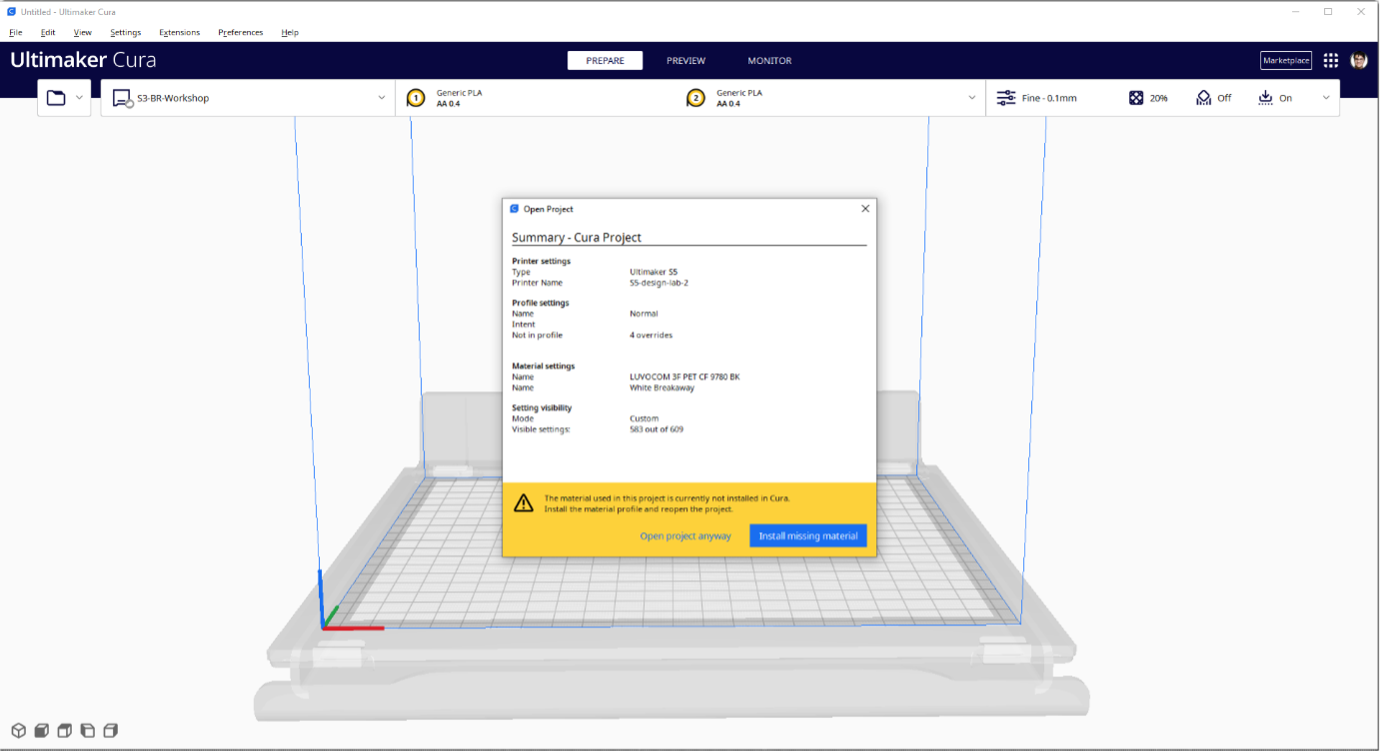 Untitled - Ultimaker Cura
File Edit View Settings Extensions Preferences Help
Ultimaker Cura
PREPARE PREVIEW MONITOR
Marketplace
S3-BR-Workshop
1 Generic PLA
AA 0.4
2 Generic PLA
AA 0.4
Fine - 0.1mm 20% Off On
Open Project
Summary - Cura Project
Printer settings
Type Ultimaker S5
Printer Name S5-design-lab-2
Profile settings
Name Normal
Intent
Not in profile 4 overrides
Material settings
Name LUVOCOM 3F PET CF 9780 BK
Name White Breakaway
Setting visibility
Mode Custom
Visible settings: 583 out of 609
The material used in this project is currently not installed in Cura.
Install the material profile and reopen the project.
Open project anyway Install missing material